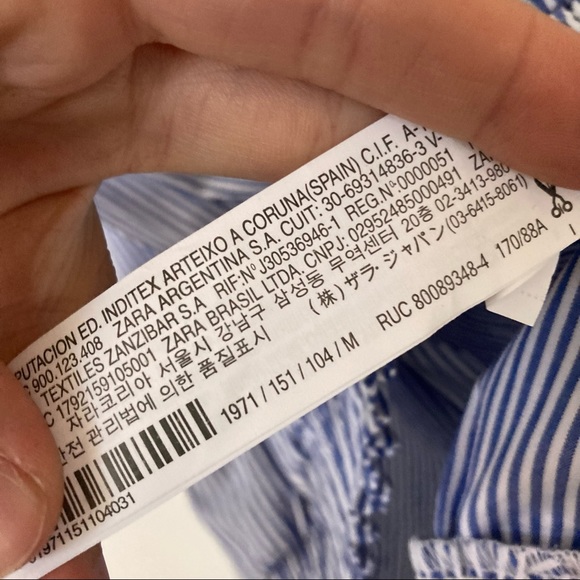 PUTACION ED. INDITEX ARTEIXO A CORUNA(SPAIN) C.I.F. A-
900.123.408 ZARA ARGENTINA S.A. CUIT: 30-69314836-3 V-
TEXTILES ZANZIBAR S.A RIF:Nº J30536946-1 REG.Nº:0000051
C 1792159105001 ZARA BRASIL LTDA. CNPJ: 02952485000491 ZA
자라코리아 서울시 강남구 삼성동 무역센터 20층 02-3413-980
안전 관리법에 의한 품질표시 (株) ザラ・ジャパン(03-6415-8061)
1971 / 151 / 104 / M RUC 80089348-4 170/88A
01971151104031